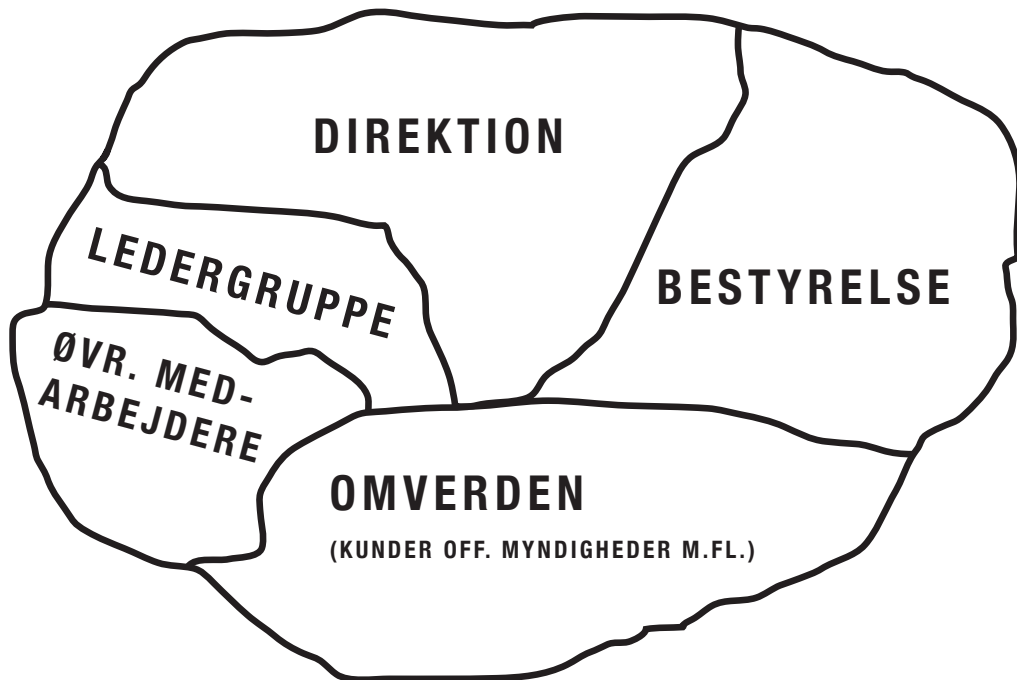 DIREKTION
LEDERGRUPPE
BESTYRELSE
ØVR. MED-
ARBEJDERE
OMVERDEN
(KUNDER OFF. MYNDIGHEDER M.FL.)